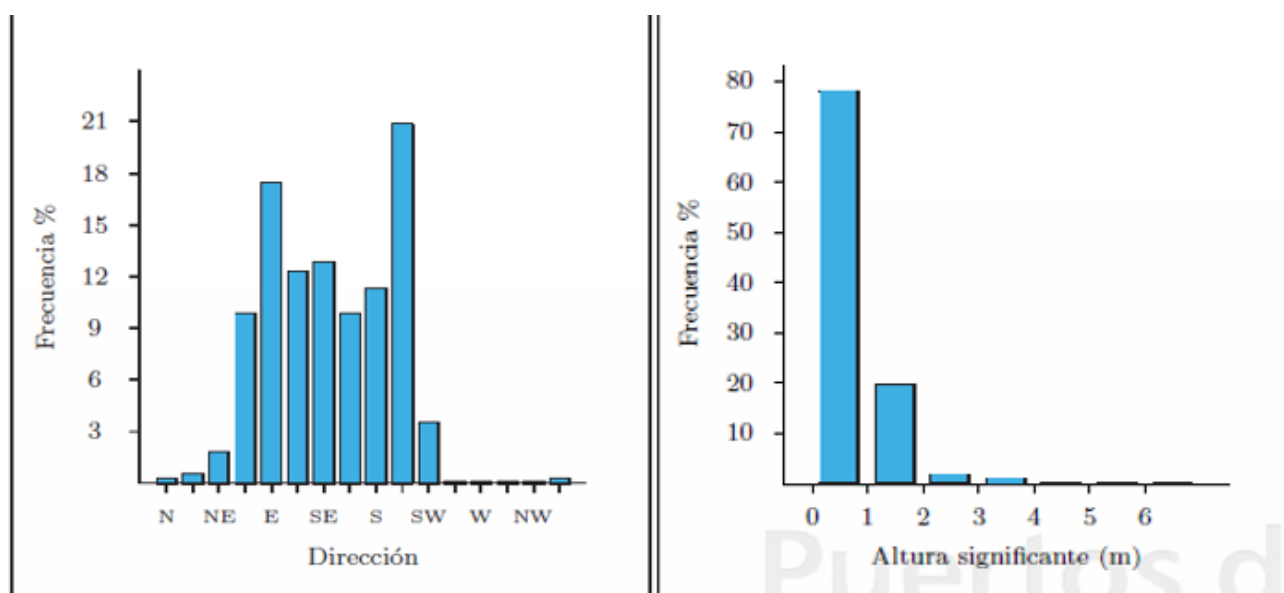 Frecuencia %
21
18
15
12
9
6
3
N NE E SE S SW W NW
Dirección
Frecuencia %
80
70
60
50
40
30
20
10
0 1 2 3 4 5 6
Altura significante (m)
Puertos d